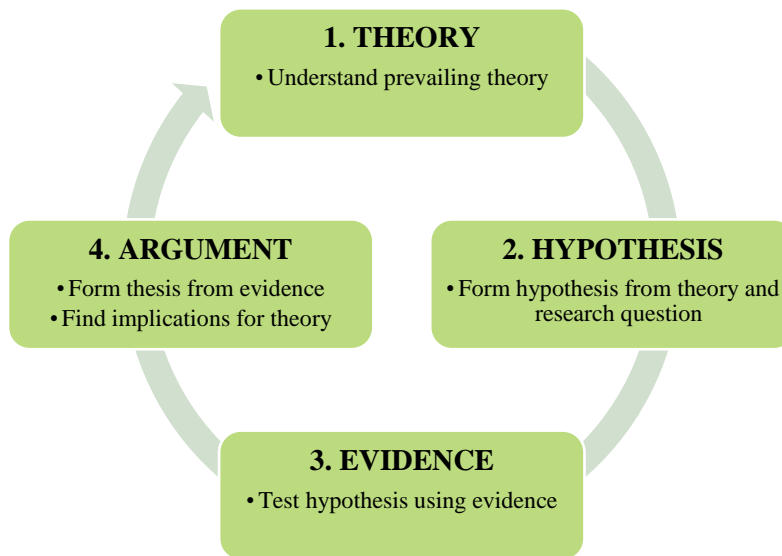 1. THEORY
• Understand prevailing theory
2. HYPOTHESIS
• Form hypothesis from theory and
research question
3. EVIDENCE
• Test hypothesis using evidence
4. ARGUMENT
• Form thesis from evidence
• Find implications for theory